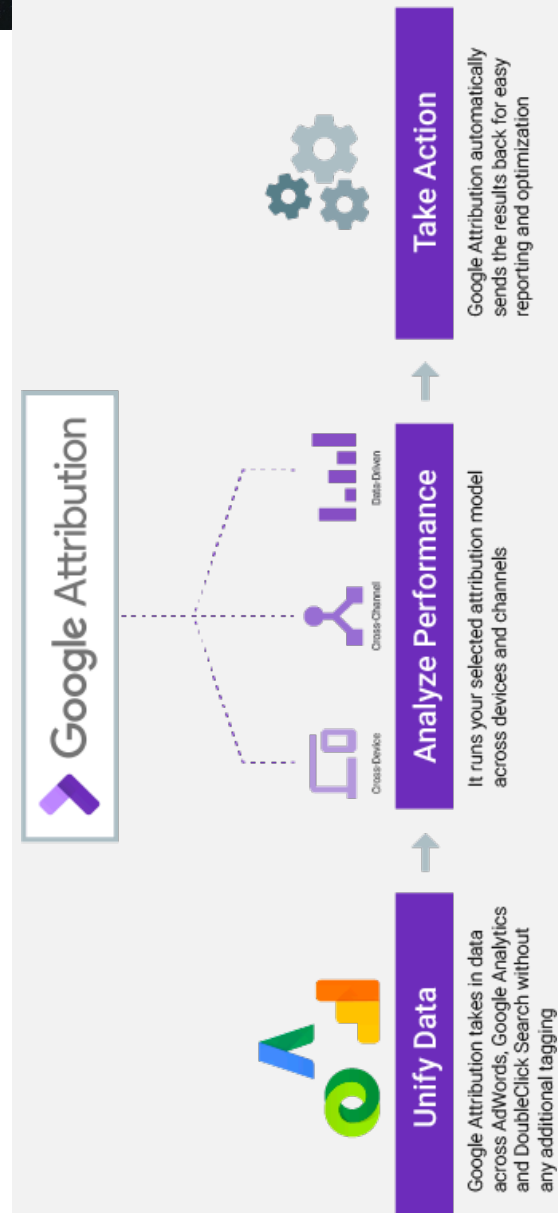 Google Attribution
Cross-Device
Cross-Channel
Data-Driven
Unify Data
Google Attribution takes in data
across AdWords, Google Analytics
and DoubleClick Search without
any additional tagging
Analyze Performance
It runs your selected attribution model
across devices and channels
Take Action
Google Attribution automatically
sends the results back for easy
reporting and optimization